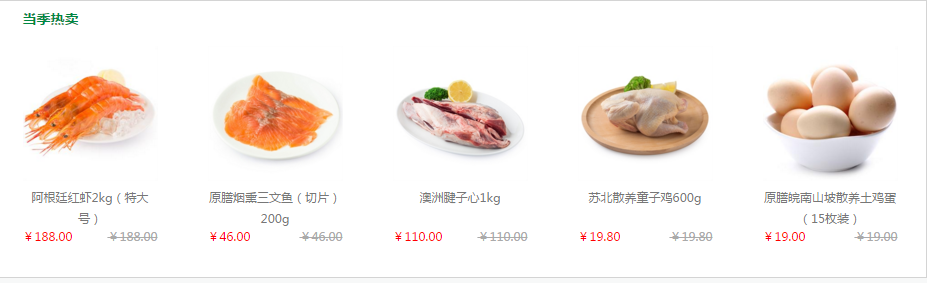 当季热卖
阿根廷红虾2kg（特大
号）
￥188.00 ￥188.00
原膳烟熏三文鱼（切片）
200g
￥46.00 ￥46.00
澳洲腱子心1kg
￥110.00 ￥110.00
苏北散养童子鸡600g
￥19.80 ￥19.80
原膳皖南山坡散养土鸡蛋
（15枚装）
￥19.00 ￥19.00